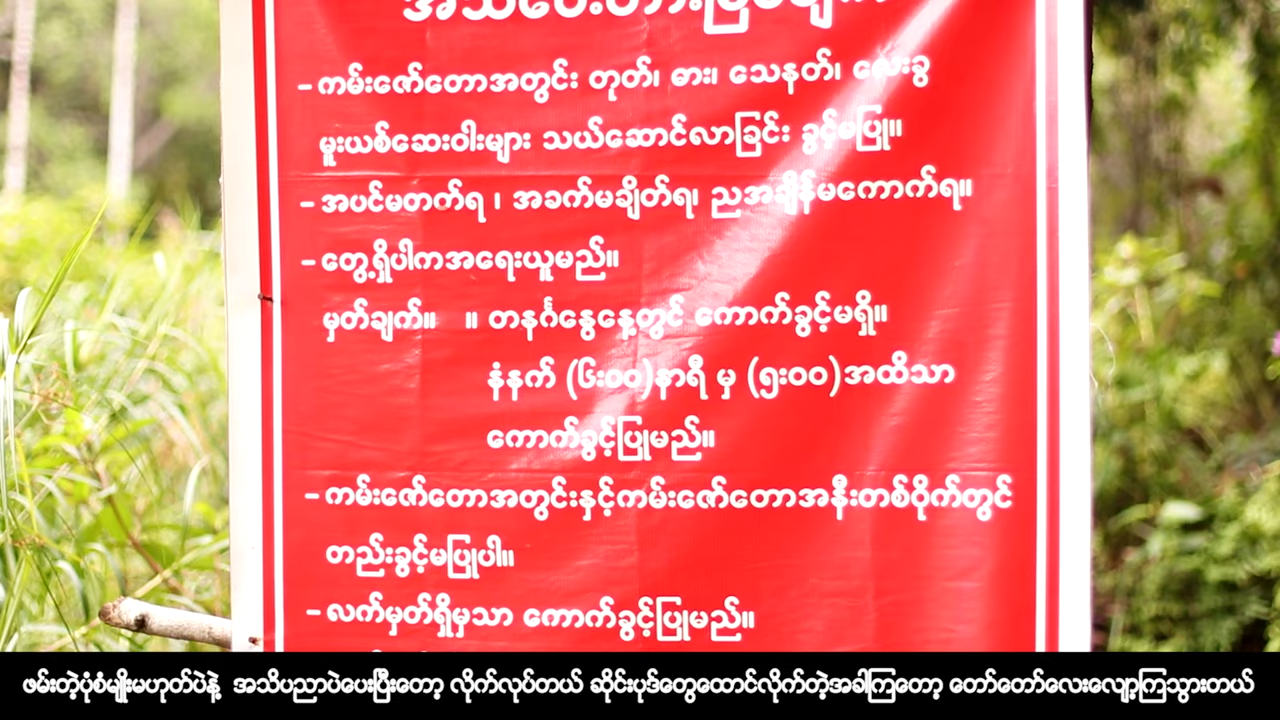 အသိပေးတားမြစ်ချက်
-ကမ်းဇော်တောအတွင်း တုတ်၊ ဓား၊ သေနတ်၊ လေးခွ
မူးယစ်ဆေးဝါးများ သယ်ဆောင်လာခြင်း ခွင့်မပြု။
-အပင်မတက်ရ ၊ အခက်မချိုတ်ရ၊ ညအချိန်မကောက်ရ။
-တွေ့ရှိပါကအရေးယူမည်။
မှတ်ချက်။ ။ တနင်္ဂနွေနေ့တွင် ကောက်ခွင့်မရှိ။
နံနက် (၆း၀၀)နာရီ မှ (၅း၀၀)အထိသာ
ကောက်ခွင့်ပြုမည်။
-ကမ်းဇော်တောအတွင်းနှင့်ကမ်းဇော်တောအနီးတစ်ဝိုက်တွင်
တည်းခွင့်မပြုပါ။
-လက်မှတ်ရှိမှသာ ကောက်ခွင့်ပြုမည်။
ဖမ်းတဲ့ပုံစံမျိုးမဟုတ်ပဲနဲ့ အသိပညာပဲပေးပြီးတော့ လိုက်လုပ်တယ် ဆိုင်းပုဒ်တွေထောင်လိုက်တဲ့အခါကြတော့ တော်တော်လေးလျော့ကြသွားတယ်